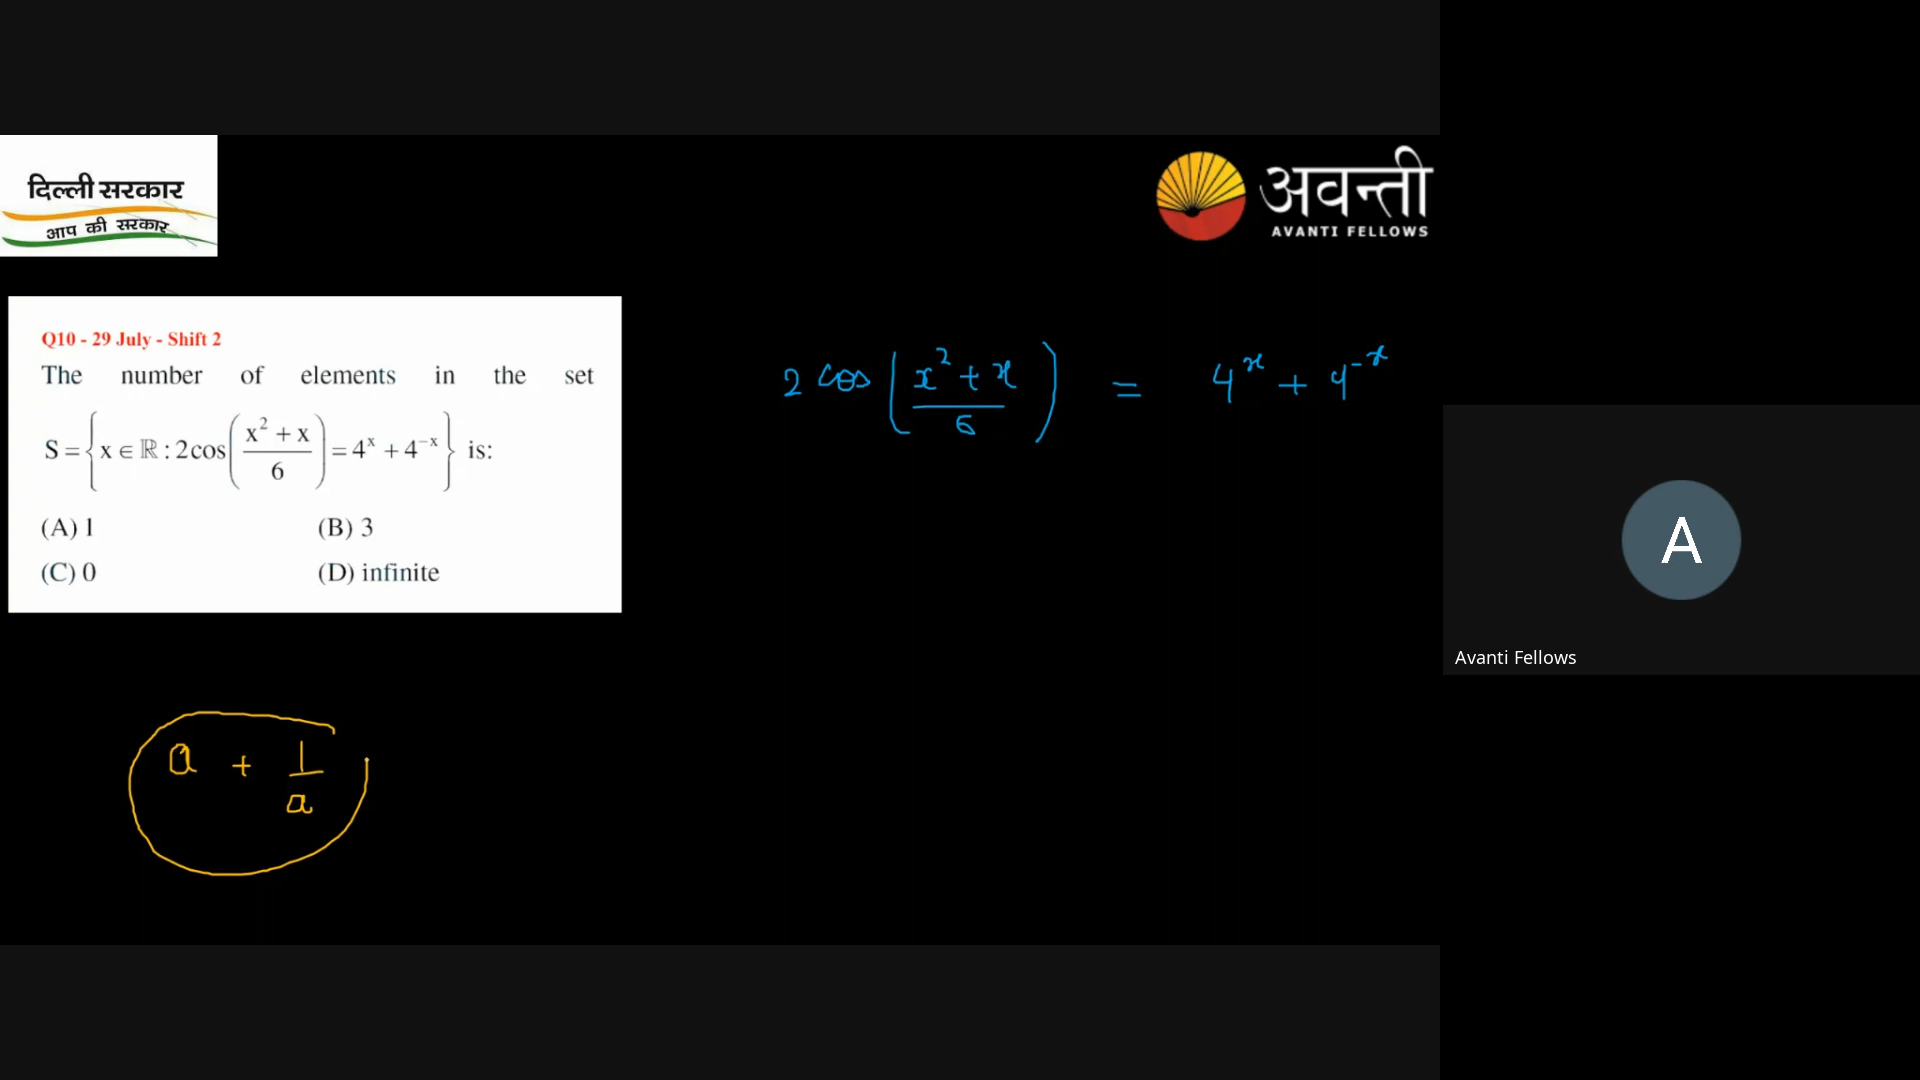 दिल्ली सरकार
आप की सरकार
अवन्ती
AVANTI FELLOWS
Q10 - 29 July - Shift 2
The number of elements in the set
S = {x ∈ ℝ : 2cos((x² + x)/6) = 4ˣ + 4⁻ˣ} is:
(A) 1 (B) 3
(C) 0 (D) infinite
2 cos ((x² + x)/6) = 4ˣ + 4⁻ˣ
a + 1/a
A
Avanti Fellows